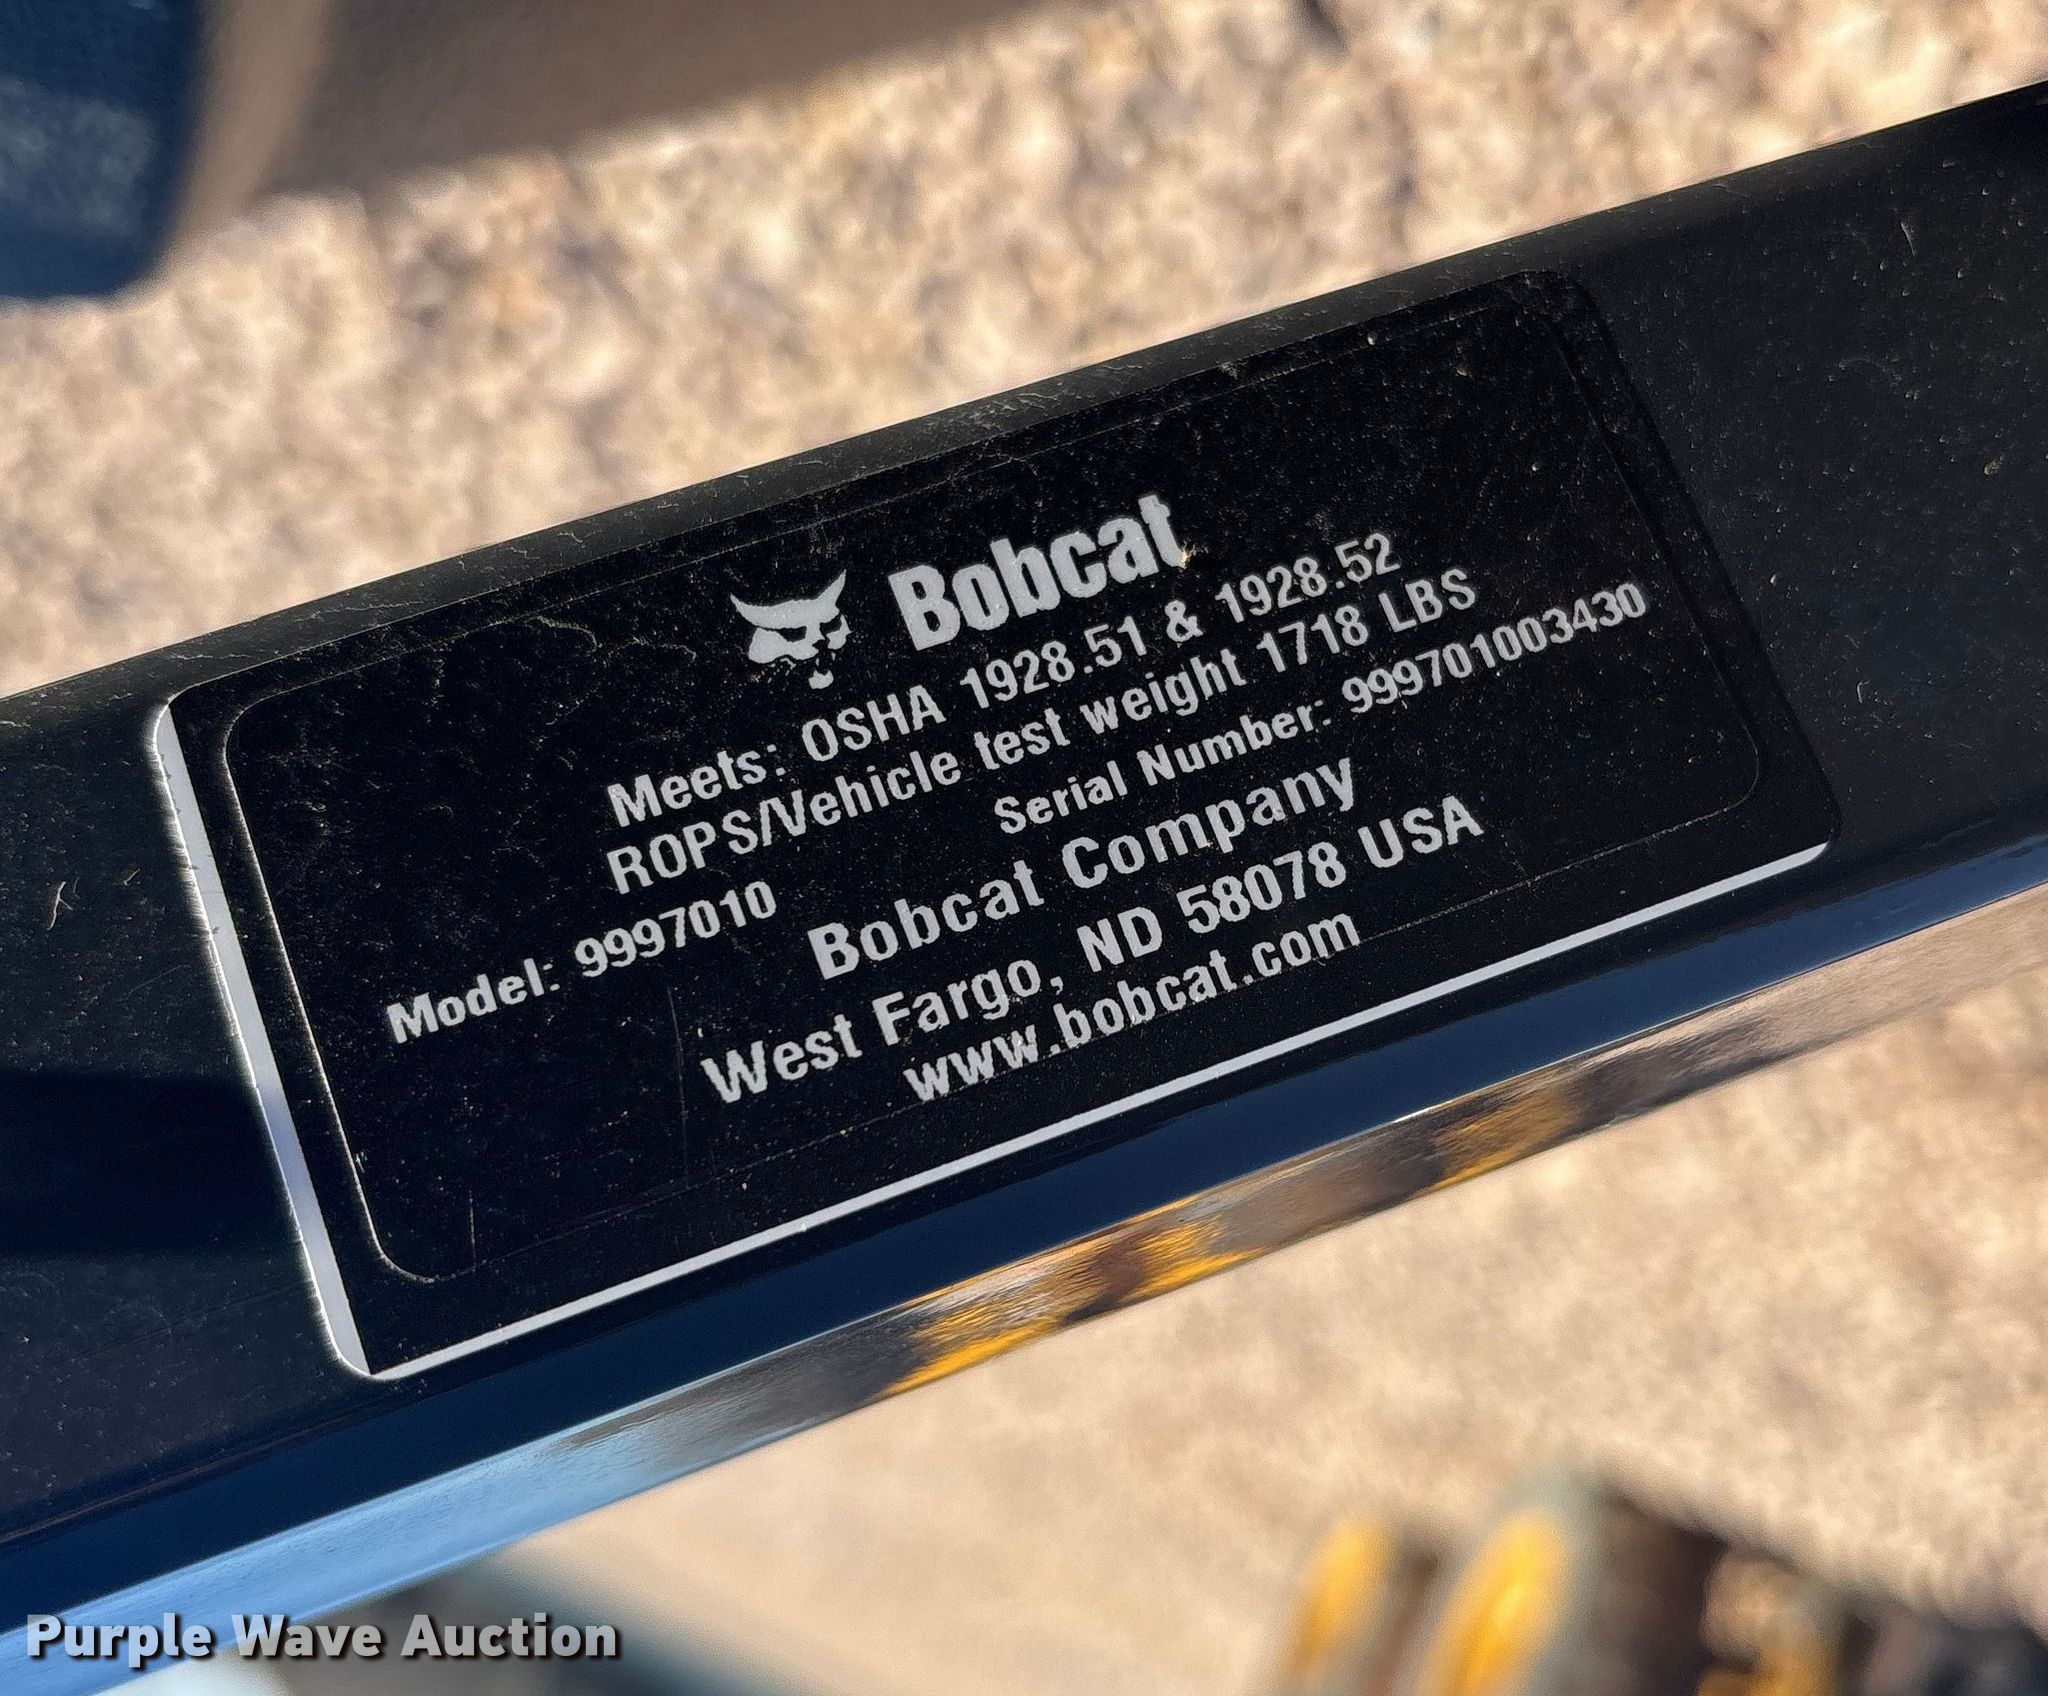 Bobcat
Meets: OSHA 1928.51 & 1928.52
ROPS/Vehicle test weight 1718 LBS
Model: 9997010 Serial Number: 999701003430
Bobcat Company
West Fargo, ND 58078 USA
www.bobcat.com
Purple Wave Auction